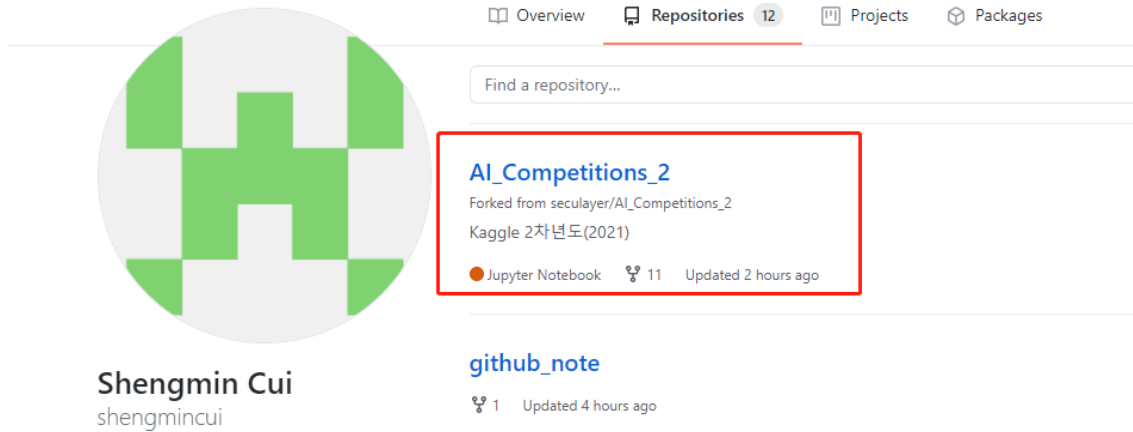 Overview Repositories 12 Projects Packages
Find a repository...
AI_Competitions_2
Forked from seculayer/AI_Competitions_2
Kaggle 2차년도(2021)
Jupyter Notebook 11 Updated 2 hours ago
github_note
1 Updated 4 hours ago
Shengmin Cui
shengmincui